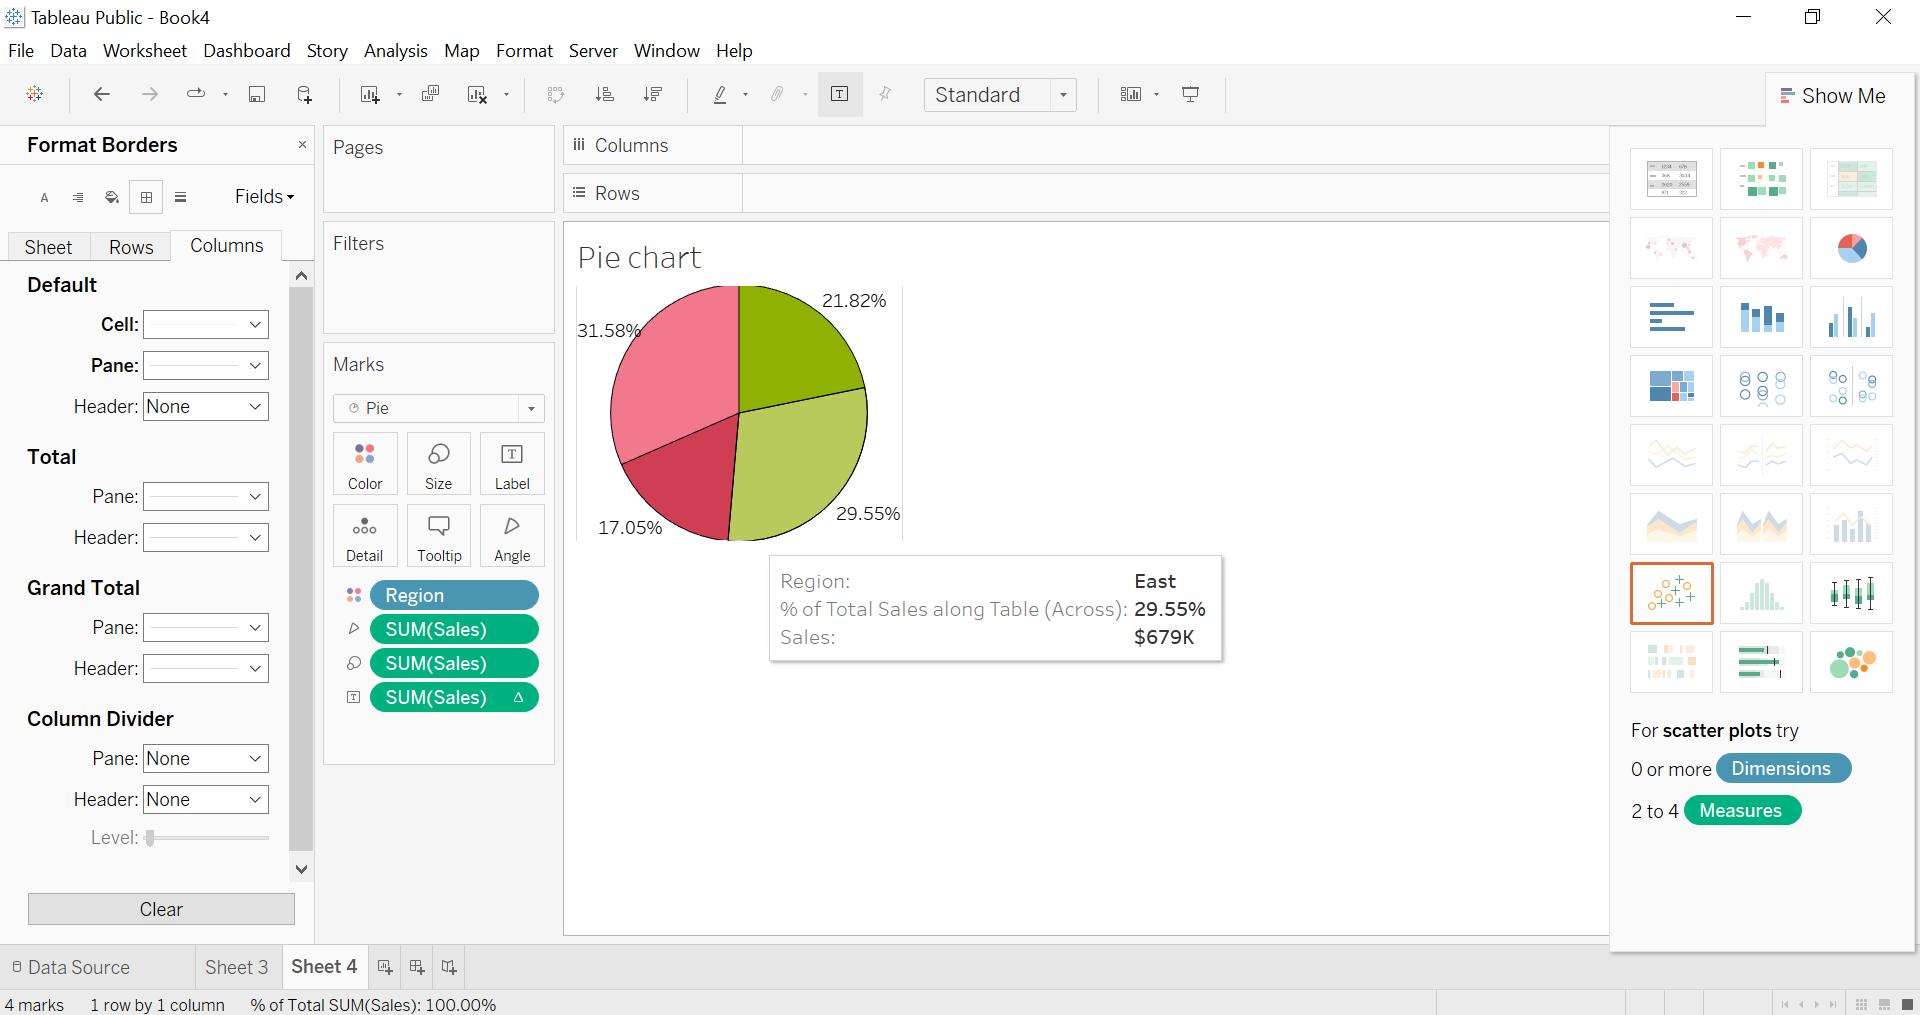 Tableau Public - Book4
File Data Worksheet Dashboard Story Analysis Map Format Server Window Help
Standard
Show Me
Format Borders
Fields
Sheet Rows Columns
Default
Cell:
Pane:
Header: None
Total
Pane:
Header:
Grand Total
Pane:
Header:
Column Divider
Pane: None
Header: None
Level:
Clear
Pages
Filters
Marks
Pie
Color Size Label
Detail Tooltip Angle
Region
SUM(Sales)
SUM(Sales)
SUM(Sales)
Columns
Rows
Pie chart
21.82%
31.58%
29.55%
17.05%
Region: East
% of Total Sales along Table (Across): 29.55%
Sales: $679K
For scatter plots try
0 or more Dimensions
2 to 4 Measures
Data Source Sheet 3 Sheet 4
4 marks 1 row by 1 column % of Total SUM(Sales): 100.00%